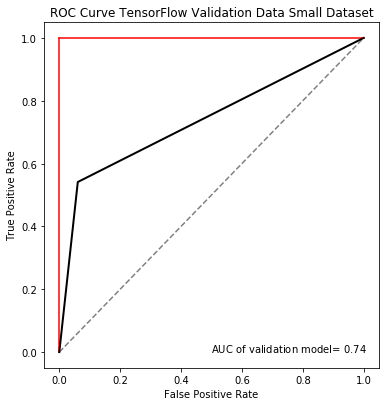 ROC Curve TensorFlow Validation Data Small Dataset
1.0
0.8
0.6
0.4
0.2
0.0
True Positive Rate
AUC of validation model= 0.74
0.0 0.2 0.4 0.6 0.8 1.0
False Positive Rate